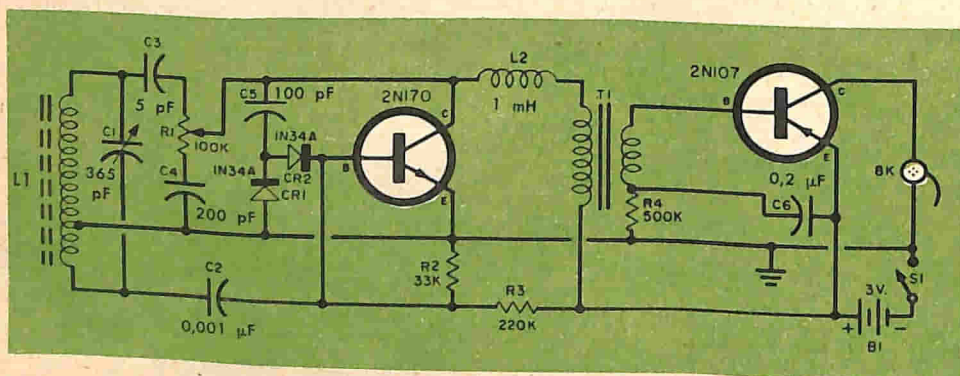 L1
C1
365
pF
C3
5 pF
R1
100K
C4
200 pF
C2
0,001 µF
C5
100 pF
1N34A
CR2
1N34A
CR1
2N170
B
C
E
R2
33K
R3
220K
L2
1 mH
T1
R4
500K
2N107
B
C
E
0,2 µF
C6
8K
S1
3V.
+
-
B1